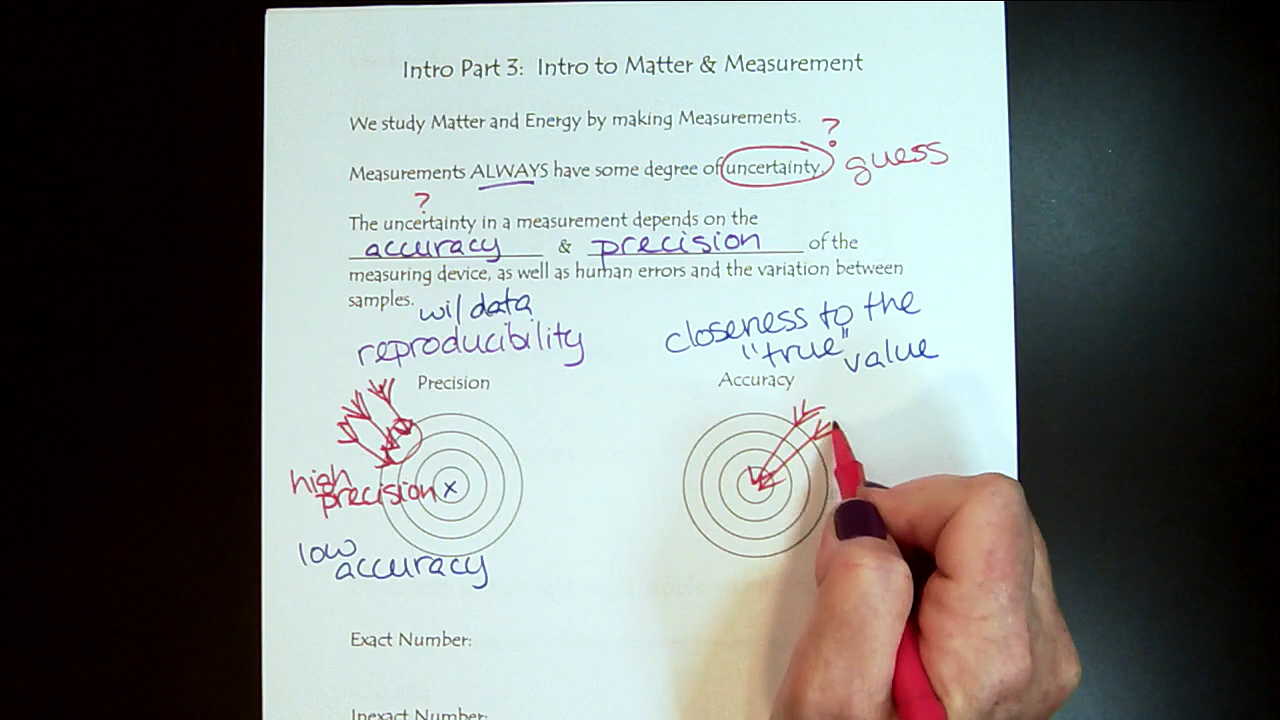 Intro Part 3: Intro to Matter & Measurement
We study Matter and Energy by making Measurements.
?
Measurements ALWAYS have some degree of uncertainty. guess
?
The uncertainty in a measurement depends on the
accuracy & precision of the
measuring device, as well as human errors and the variation between
samples.
w/ data
reproducibility
closeness to the
"true" value
Precision
Accuracy
high
precision
x
low
accuracy
Exact Number:
Inexact Number: